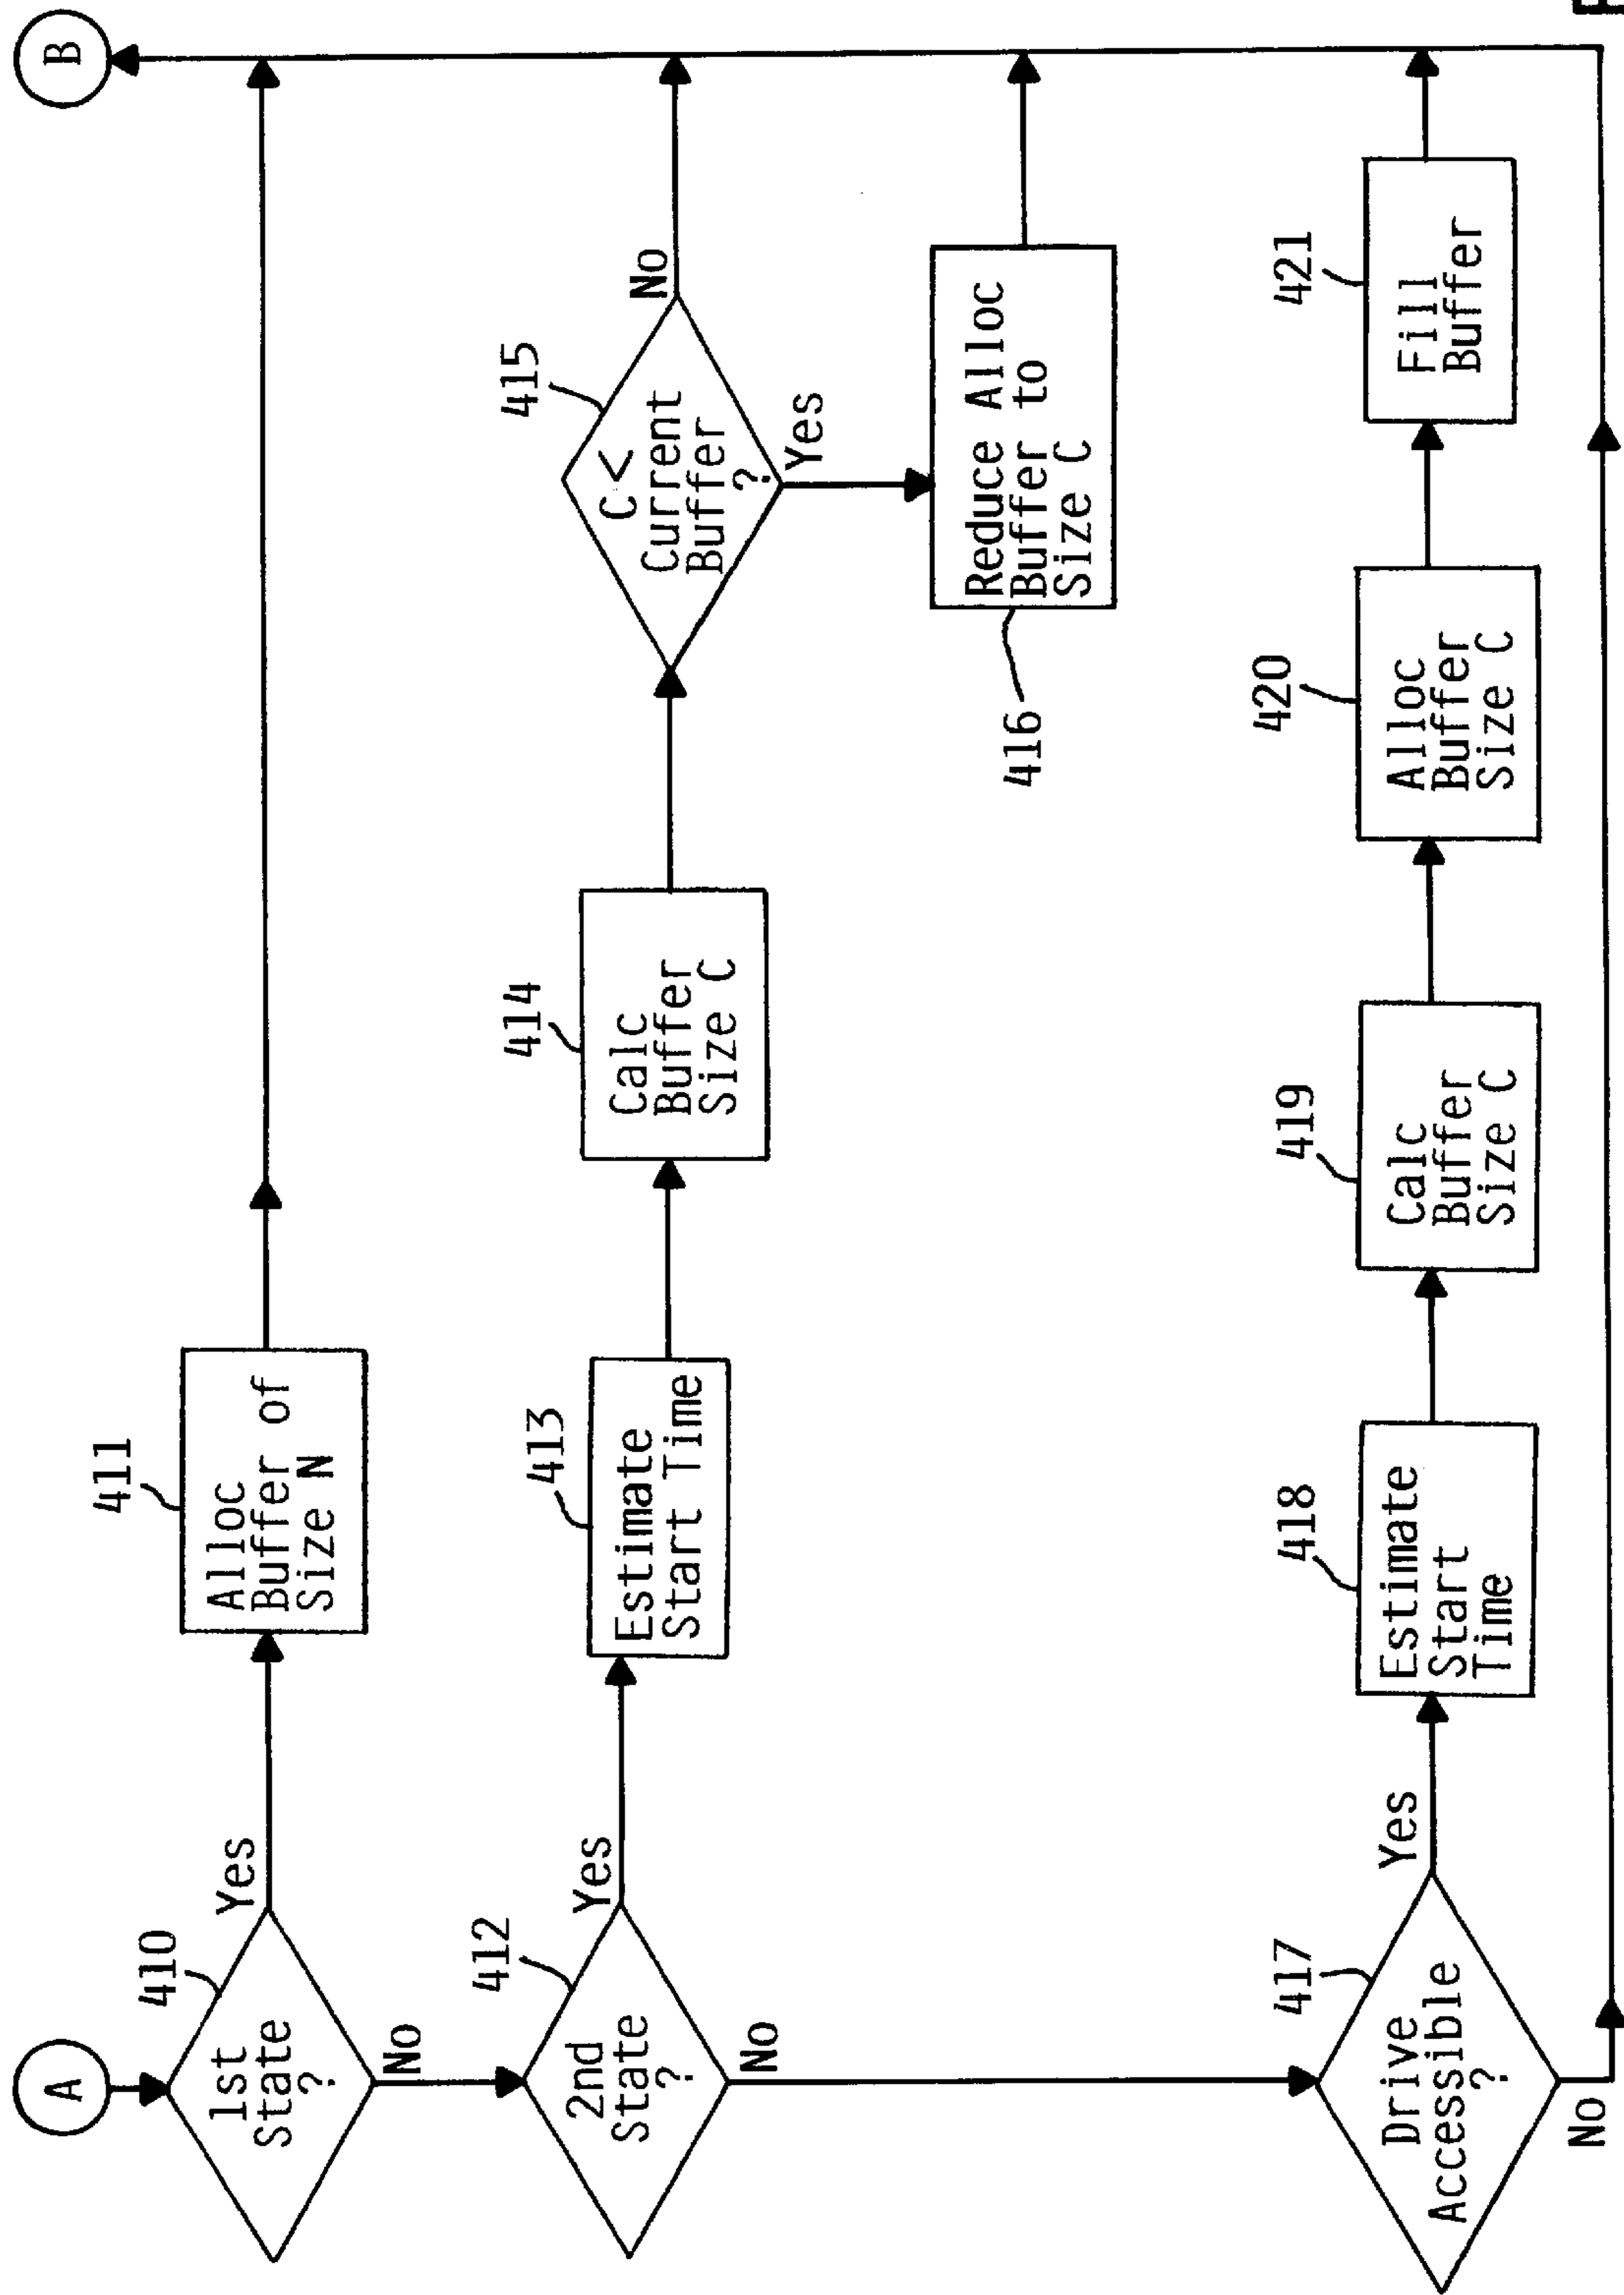 A
410
1st
State
?
Yes
No
411
Alloc
Buffer of
Size N
B
412
2nd
State
?
Yes
No
413
Estimate
Start Time
414
Calc
Buffer
Size C
415
C <
Current
Buffer
?
No
Yes
416
Reduce Alloc
Buffer to
Size C
417
Drive
Accessible
?
Yes
No
418
Estimate
Start
Time
419
Calc
Buffer
Size C
420
Alloc
Buffer
Size C
421
Fill
Buffer